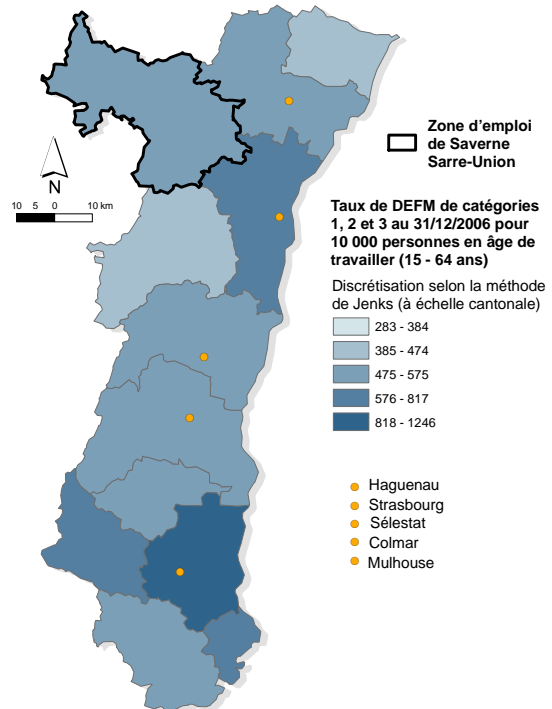 Zone d'emploi
de Saverne
Sarre-Union
N
10 5 0 10 km
Taux de DEFM de catégories
1, 2 et 3 au 31/12/2006 pour
10 000 personnes en âge de
travailler (15 - 64 ans)
Discrétisation selon la méthode
de Jenks (à échelle cantonale)
283 - 384
385 - 474
475 - 575
576 - 817
818 - 1246
Haguenau
Strasbourg
Sélestat
Colmar
Mulhouse